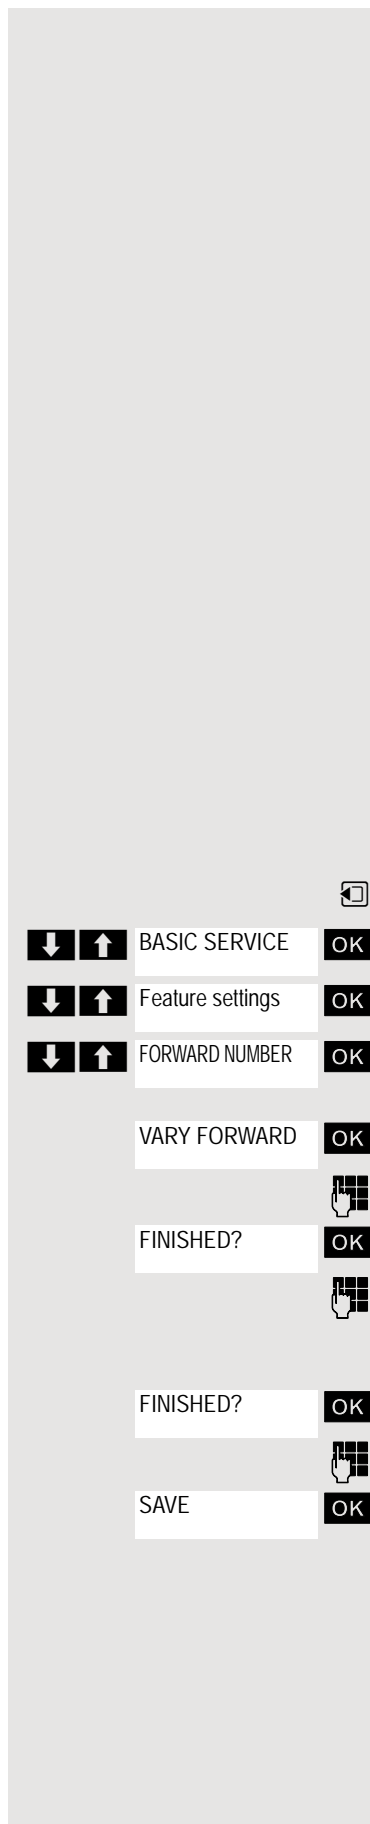 BASIC SERVICE OK
Feature settings OK
FORWARD NUMBER OK
VARY FORWARD OK
FINISHED? OK
FINISHED? OK
SAVE OK